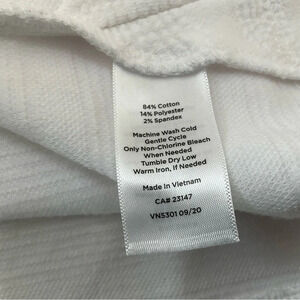 84% Cotton
14% Polyester
2% Spandex
Machine Wash Cold
Gentle Cycle
Only Non-Chlorine Bleach
When Needed
Tumble Dry Low
Warm Iron, If Needed
Made in Vietnam
CA# 23147
VN5301 09/20